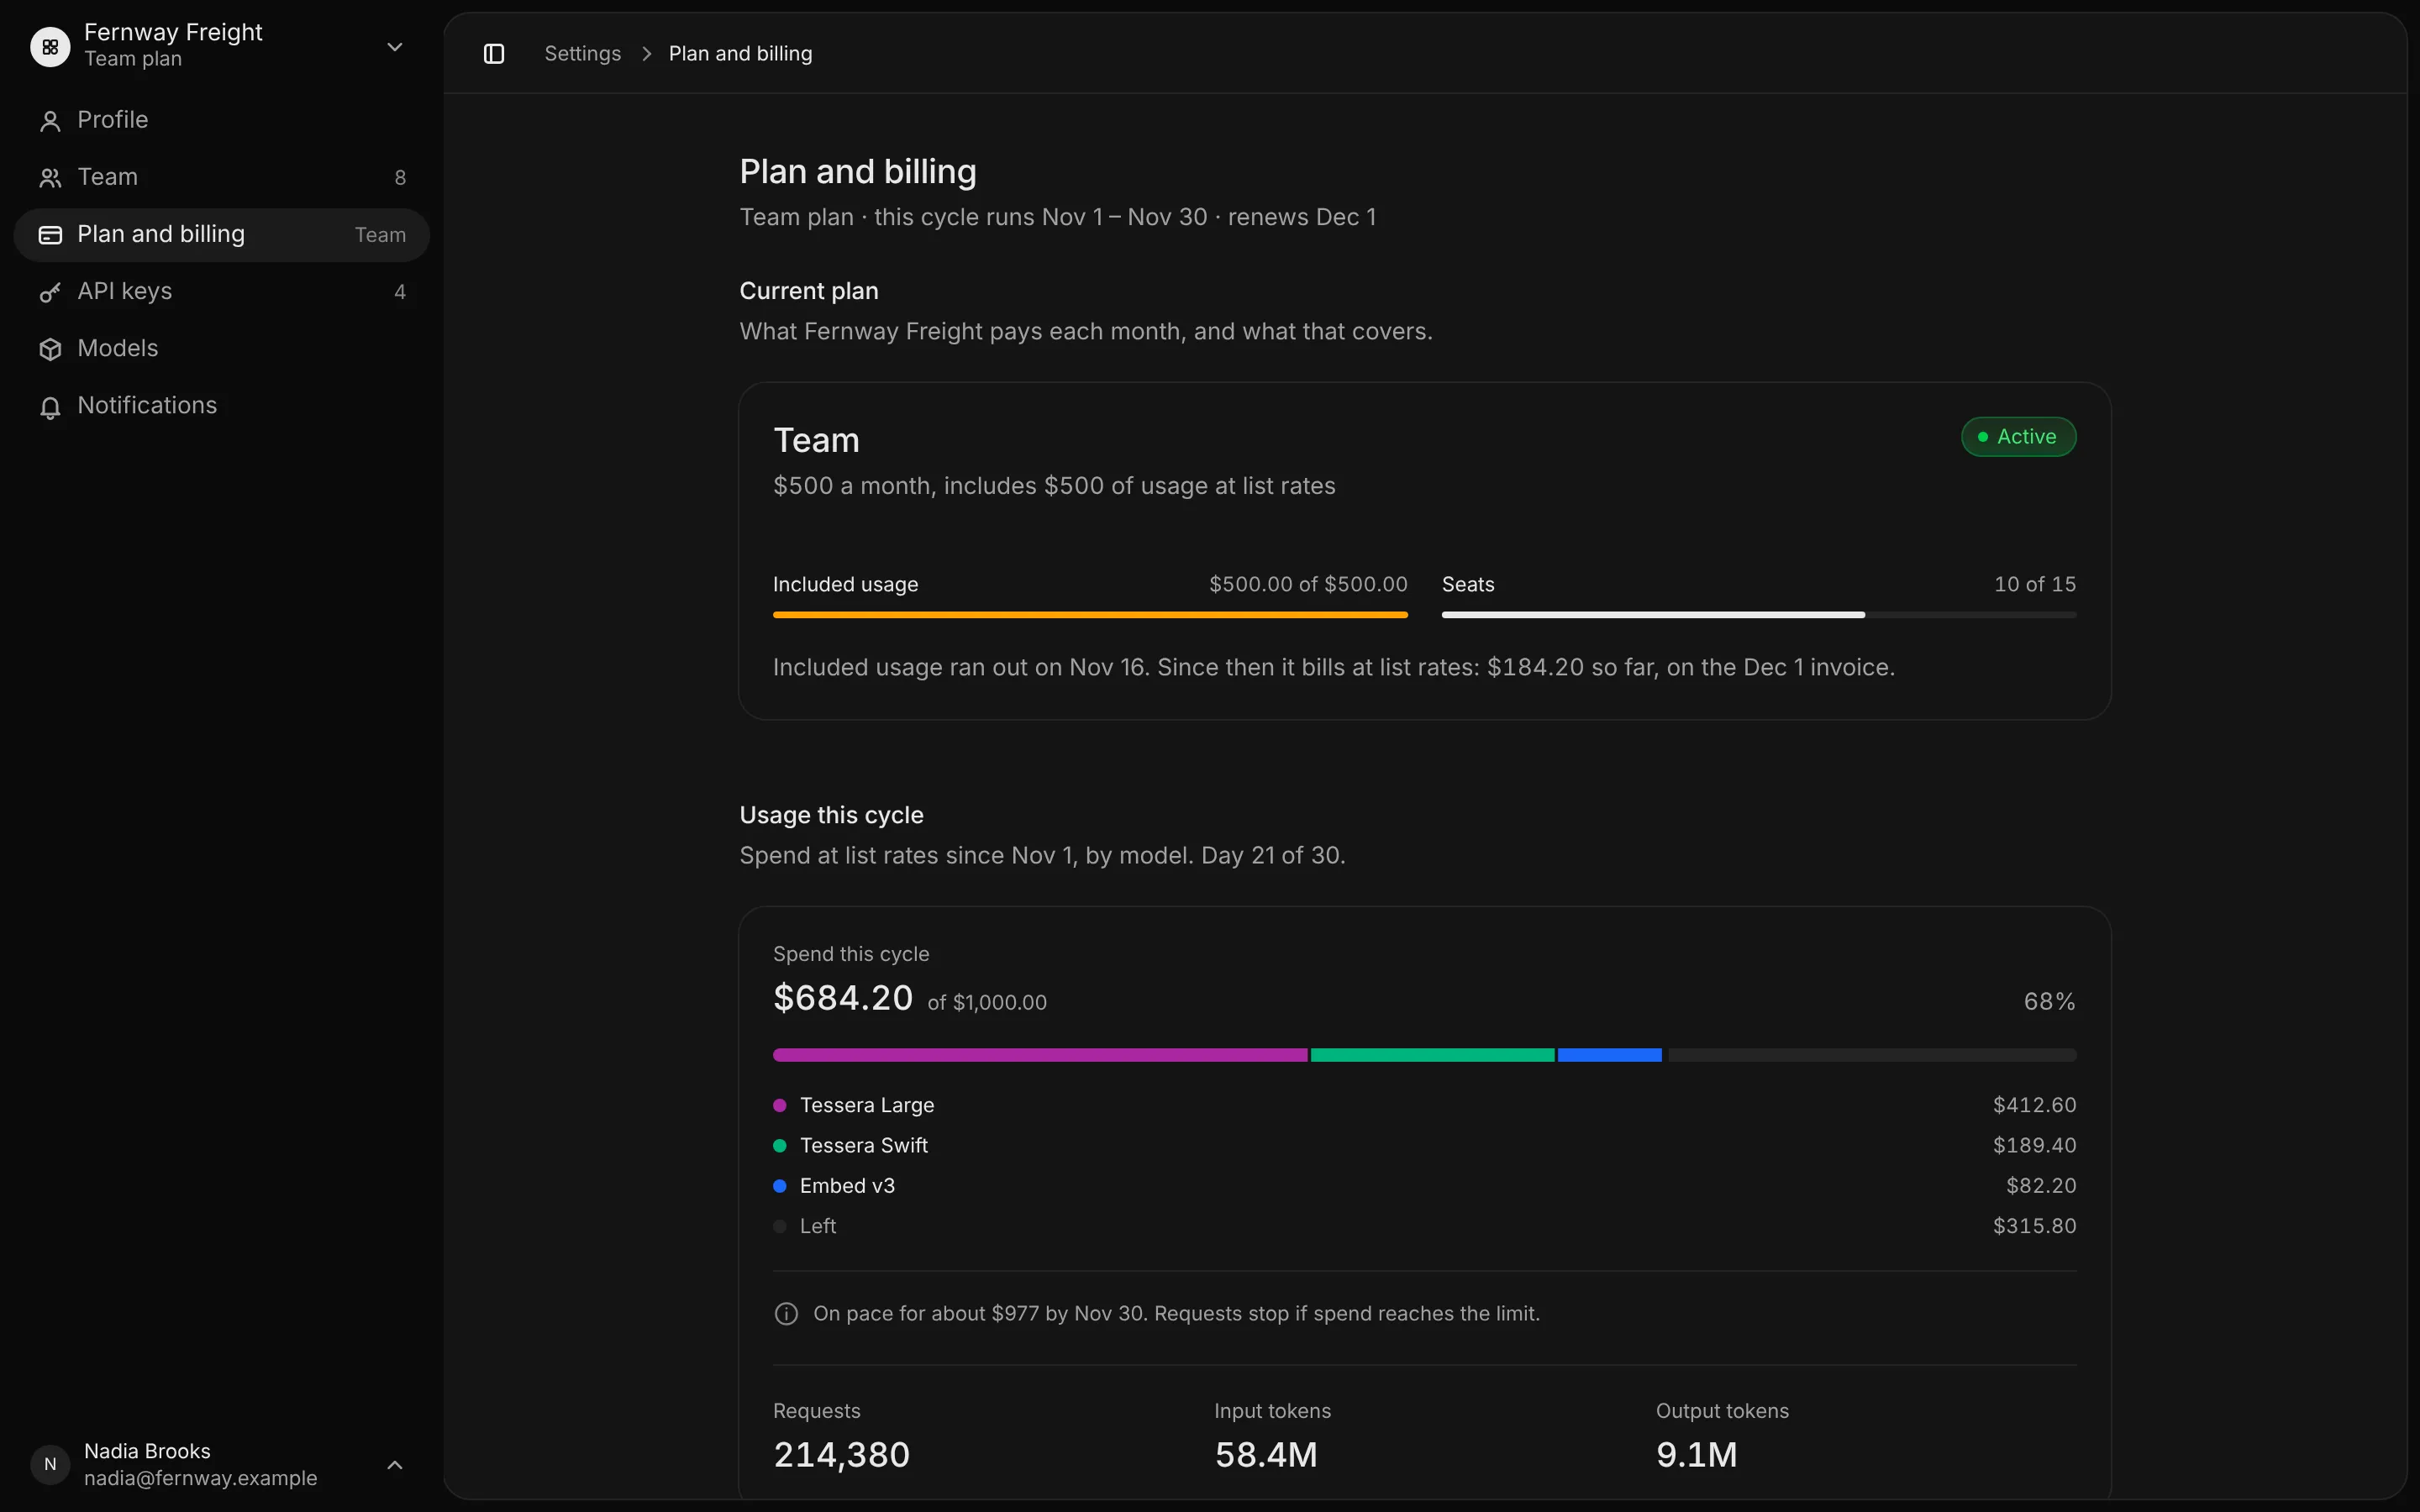 Fernway Freight
Team plan
Profile
Team 8
Plan and billing Team
API keys 4
Models
Notifications
Nadia Brooks
N
nadia@fernway.example
Settings > Plan and billing
Plan and billing
Team plan · this cycle runs Nov 1 – Nov 30 · renews Dec 1
Current plan
What Fernway Freight pays each month, and what that covers.
Team
Active
$500 a month, includes $500 of usage at list rates
Included usage $500.00 of $500.00
Seats 10 of 15
Included usage ran out on Nov 16. Since then it bills at list rates: $184.20 so far, on the Dec 1 invoice.
Usage this cycle
Spend at list rates since Nov 1, by model. Day 21 of 30.
Spend this cycle
$684.20 of $1,000.00 68%
Tessera Large $412.60
Tessera Swift $189.40
Embed v3 $82.20
Left $315.80
On pace for about $977 by Nov 30. Requests stop if spend reaches the limit.
Requests Input tokens Output tokens
214,380 58.4M 9.1M